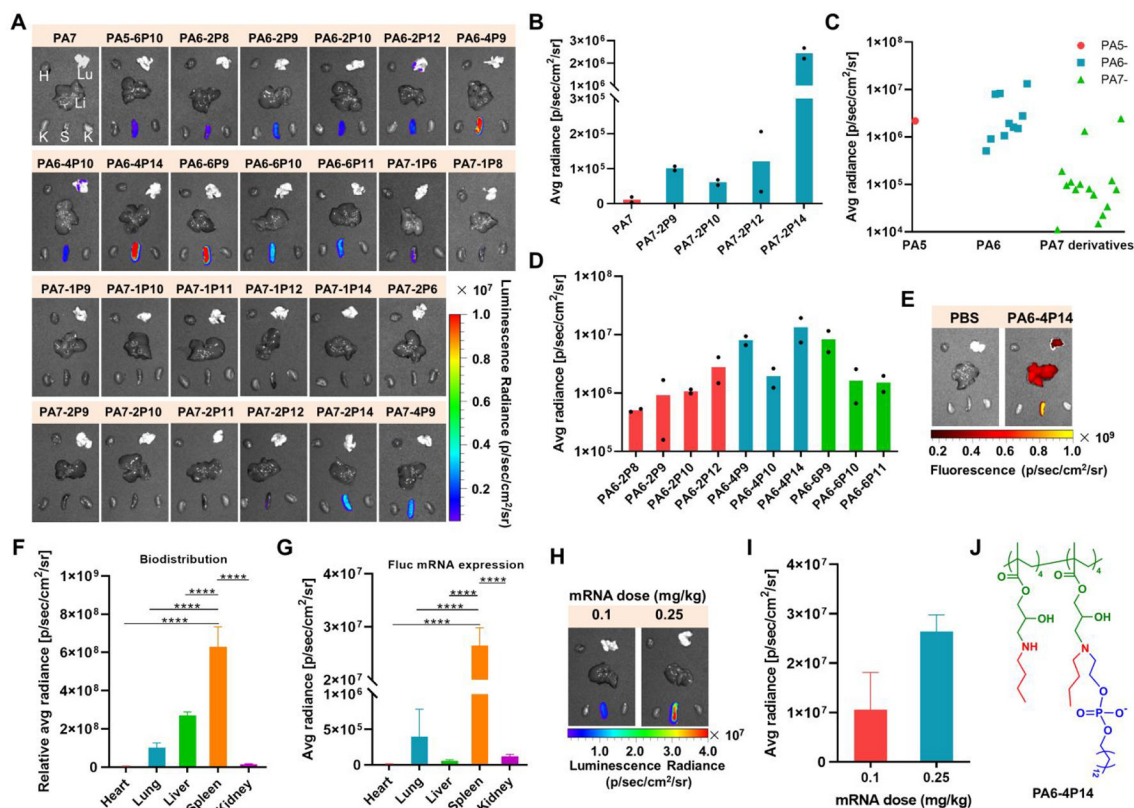 A
PA7 PA5-6P10 PA6-2P8 PA6-2P9 PA6-2P10 PA6-2P12 PA6-4P9
H Lu
Li
K S K
PA6-4P10 PA6-4P14 PA6-6P9 PA6-6P10 PA6-6P11 PA7-1P6 PA7-1P8
PA7-1P9 PA7-1P10 PA7-1P11 PA7-1P12 PA7-1P14 PA7-2P6
PA7-2P9 PA7-2P10 PA7-2P11 PA7-2P12 PA7-2P14 PA7-4P9
× 10⁷
1.0
0.8
0.6
0.4
0.2
Luminescence Radiance (p/sec/cm²/sr)
B
Avg radiance [p/sec/cm²/sr]
3×10⁶
2×10⁶
1×10⁶
2×10⁵
1×10⁵
0
PA7 PA7-2P9 PA7-2P10 PA7-2P12 PA7-2P14
C
Avg radiance [p/sec/cm²/sr]
1×10⁸
1×10⁷
1×10⁶
1×10⁵
1×10⁴
PA5 PA6 PA7 derivatives
PA5-
PA6-
PA7-
D
Avg radiance [p/sec/cm²/sr]
1×10⁸
1×10⁷
1×10⁶
1×10⁵
PA6-2P8 PA6-2P9 PA6-2P10 PA6-2P12 PA6-4P9 PA6-4P10 PA6-4P14 PA6-6P9 PA6-6P10 PA6-6P11
E
PBS PA6-4P14
0.2 0.4 0.6 0.8 1.0 × 10⁹
Fluorescence (p/sec/cm²/sr)
F
Biodistribution
Relative avg radiance [p/sec/cm²/sr]
1×10⁹
8×10⁸
6×10⁸
4×10⁸
2×10⁸
0
****
****
****
****
Heart Lung Liver Spleen Kidney
G
Fluc mRNA expression
Avg radiance [p/sec/cm²/sr]
4×10⁷
3×10⁷
2×10⁷
1×10⁶
5×10⁵
0
****
****
****
****
Heart Lung Liver Spleen Kidney
H
mRNA dose (mg/kg)
0.1 0.25
1.0 2.0 3.0 4.0 × 10⁷
Luminescence Radiance
(p/sec/cm²/sr)
I
Avg radiance [p/sec/cm²/sr]
4×10⁷
3×10⁷
2×10⁷
1×10⁷
0
0.1 0.25
mRNA dose (mg/kg)
J
4 4
O O
O O
OH OH
NH N
O
O=P-O⁻
O
12
PA6-4P14